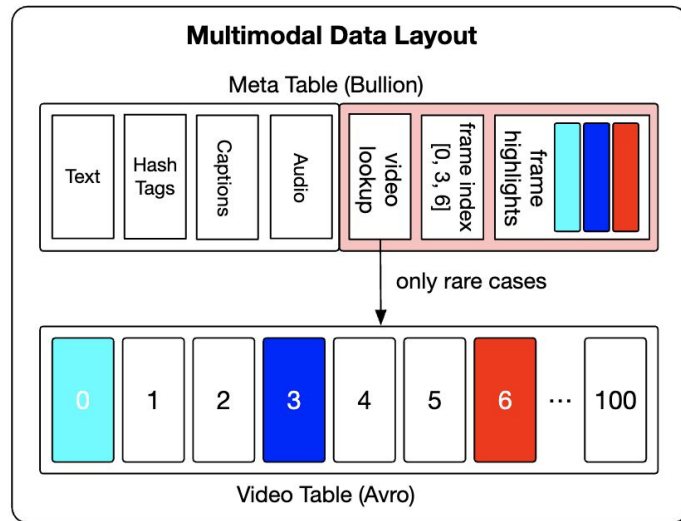 Multimodal Data Layout
Meta Table (Bullion)
Text
Hash
Tags
Captions
Audio
video
lookup
frame index
[0, 3, 6]
frame
highlights
only rare cases
0
1
2
3
4
5
6
...
100
Video Table (Avro)